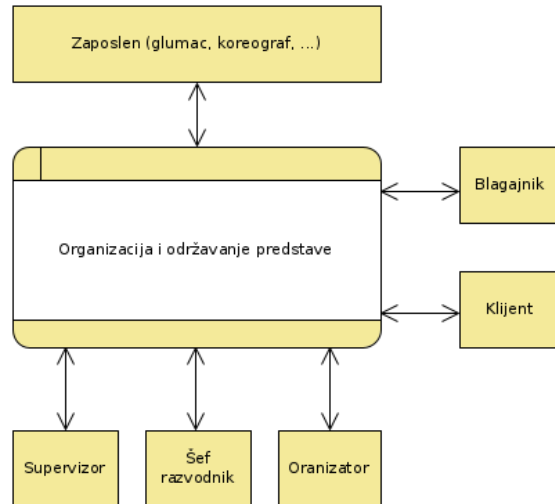 Zaposlen (glumac, koreograf, ...)
Blagajnik
Organizacija i održavanje predstave
Klijent
Supervizor
Šef
razvodnik
Oranizator